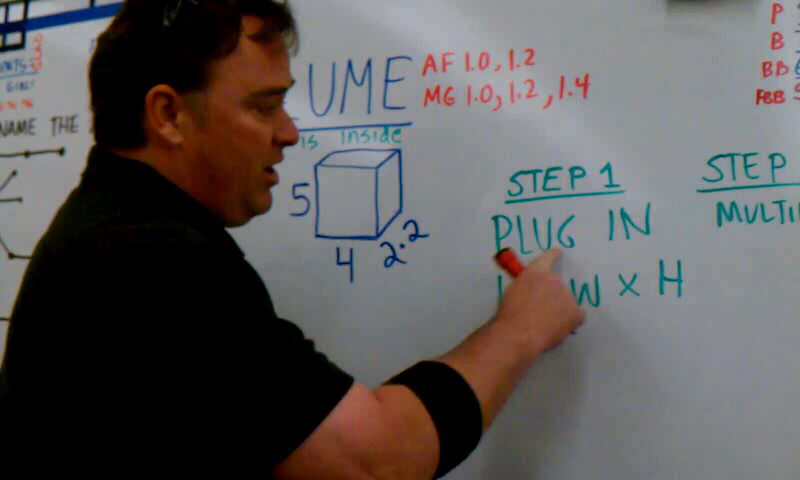 NAME THE
UME
is inside
AF 1.0, 1.2
MG 1.0, 1.2, 1.4
5
4
2.2
STEP 1
PLUG IN
W X H
STEP
MULTI
P
B
BB
FBB